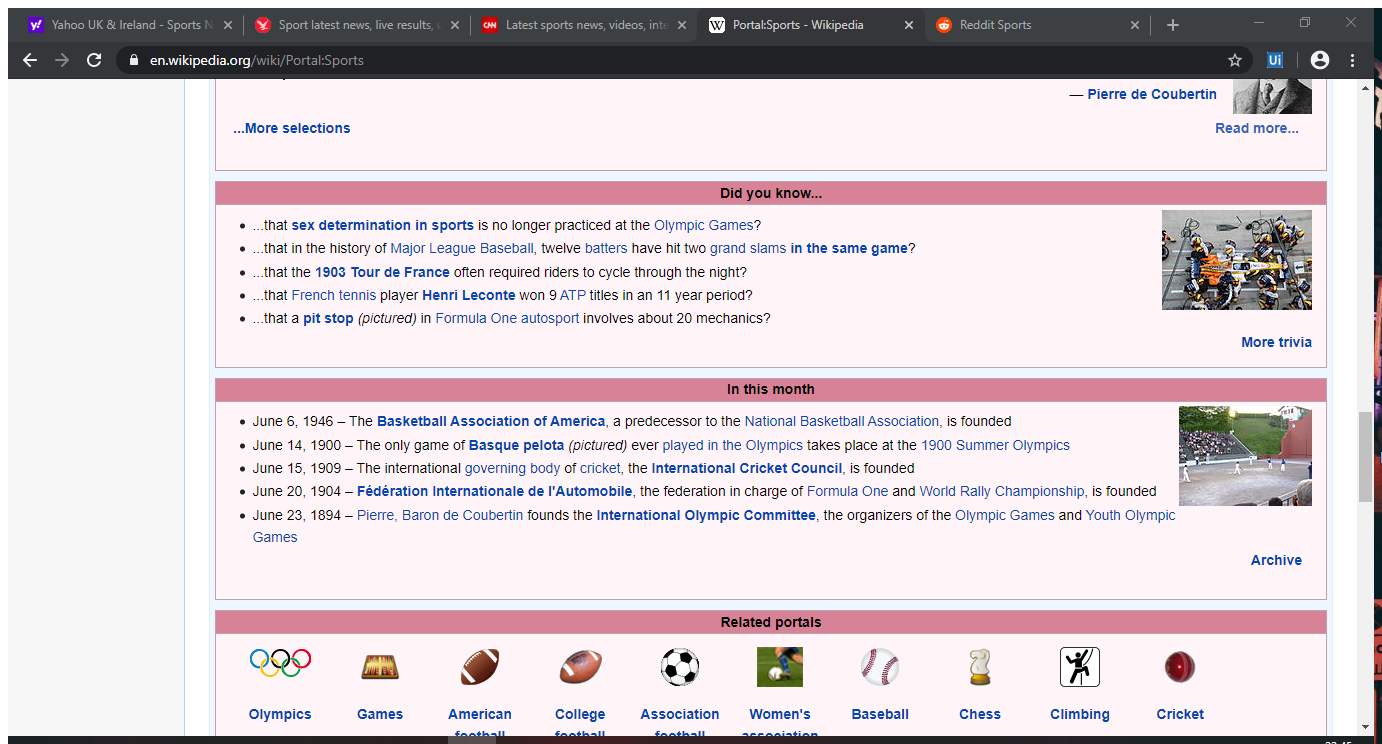 Yahoo UK & Ireland - Sports N
Sport latest news, live results,
Latest sports news, videos, inte
Portal:Sports - Wikipedia
Reddit Sports
en.wikipedia.org/wiki/Portal:Sports
Ui
— Pierre de Coubertin
...More selections
Read more...
Did you know...
...that sex determination in sports is no longer practiced at the Olympic Games?
...that in the history of Major League Baseball, twelve batters have hit two grand slams in the same game?
...that the 1903 Tour de France often required riders to cycle through the night?
...that French tennis player Henri Leconte won 9 ATP titles in an 11 year period?
...that a pit stop (pictured) in Formula One autosport involves about 20 mechanics?
More trivia
In this month
June 6, 1946 – The Basketball Association of America, a predecessor to the National Basketball Association, is founded
June 14, 1900 – The only game of Basque pelota (pictured) ever played in the Olympics takes place at the 1900 Summer Olympics
June 15, 1909 – The international governing body of cricket, the International Cricket Council, is founded
June 20, 1904 – Fédération Internationale de l'Automobile, the federation in charge of Formula One and World Rally Championship, is founded
June 23, 1894 – Pierre, Baron de Coubertin founds the International Olympic Committee, the organizers of the Olympic Games and Youth Olympic
Games
Archive
Related portals
Olympics
Games
American
football
College
football
Association
football
Women's
association
Baseball
Chess
Climbing
Cricket